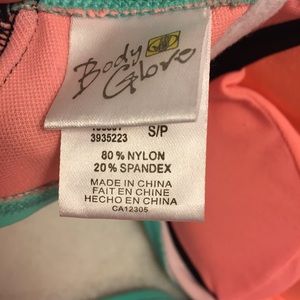 Body
Glove
S/P
3935223
80% NYLON
20% SPANDEX
MADE IN CHINA
FAIT EN CHINE
HECHO EN CHINA
CA12305